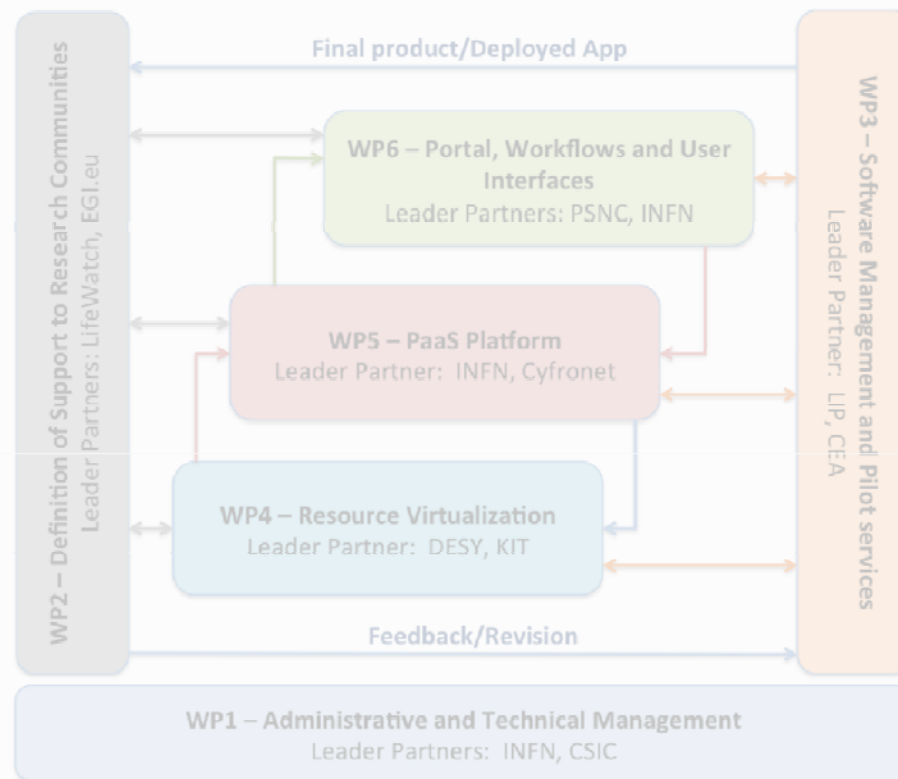 Final product/Deployed App
WP2 – Definition of Support to Research Communities
Leader Partners: LifeWatch, EGI.eu
WP6 – Portal, Workflows and User
Interfaces
Leader Partners: PSNC, INFN
WP5 – PaaS Platform
Leader Partner: INFN, Cyfronet
WP4 – Resource Virtualization
Leader Partner: DESY, KIT
WP3 – Software Management and Pilot services
Leader Partner: LIP, CEA
Feedback/Revision
WP1 – Administrative and Technical Management
Leader Partners: INFN, CSIC